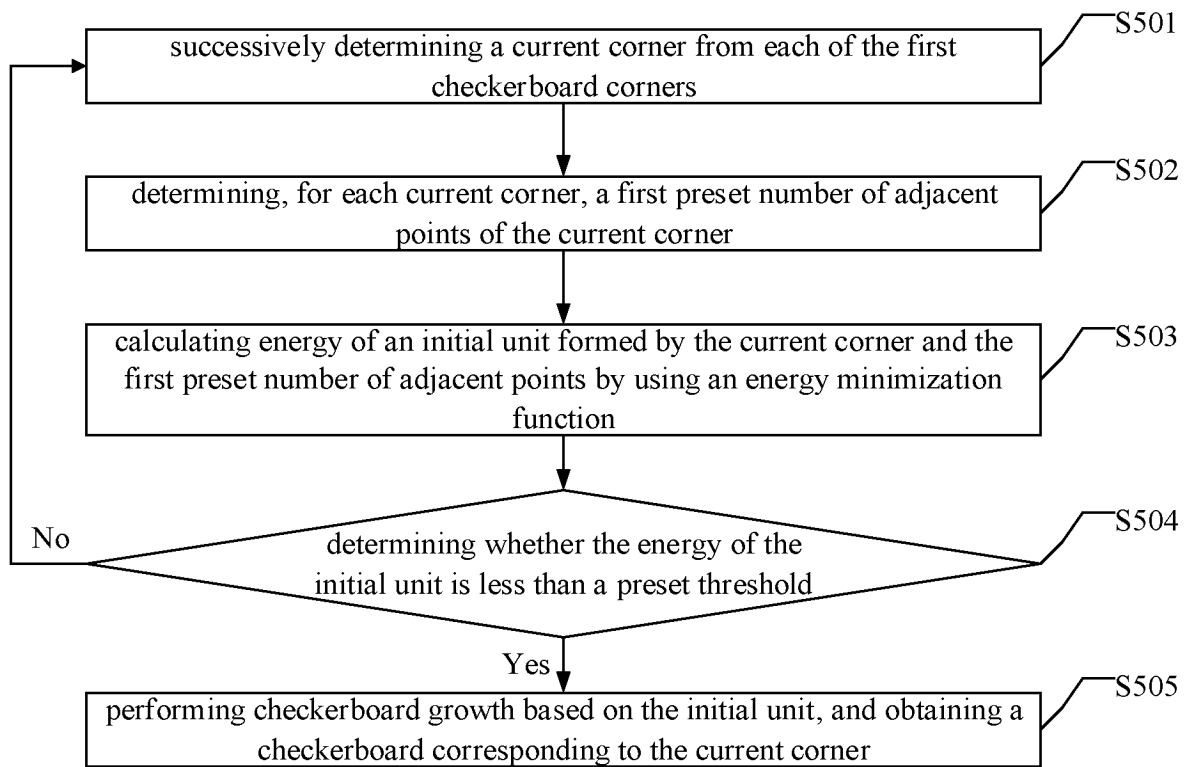 S501
successively determining a current corner from each of the first
checkerboard corners
S502
determining, for each current corner, a first preset number of adjacent
points of the current corner
S503
calculating energy of an initial unit formed by the current corner and the
first preset number of adjacent points by using an energy minimization
function
S504
No
determining whether the energy of the
initial unit is less than a preset threshold
Yes
S505
performing checkerboard growth based on the initial unit, and obtaining a
checkerboard corresponding to the current corner